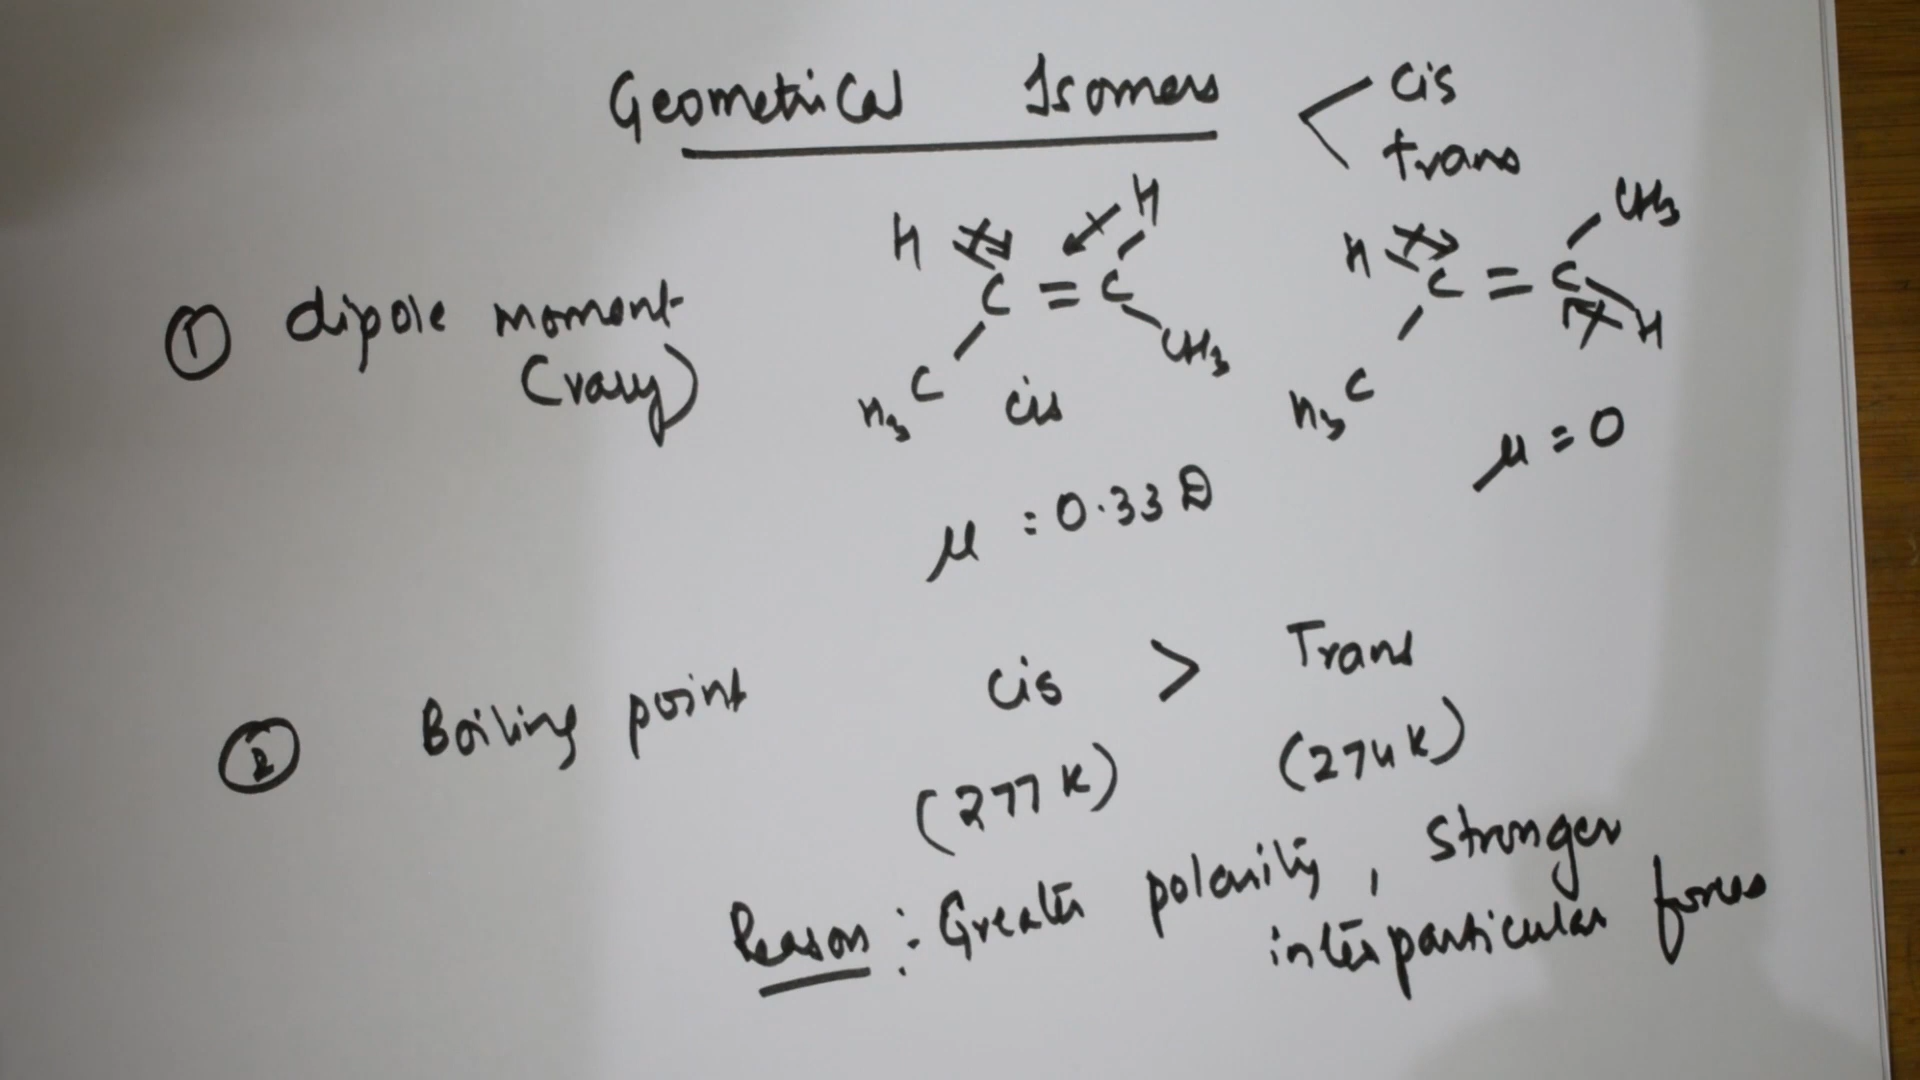 Geometrical Isomers
cis
trans
① dipole moment
(vary)
H H
C = C
H₃C CH₃
cis
μ = 0.33 D
H CH₃
C = C
H₃C H
μ = 0
② Boiling point cis > Trans
(277 K) (274 K)
Reason : Greater polarity, stronger
interparticular forces